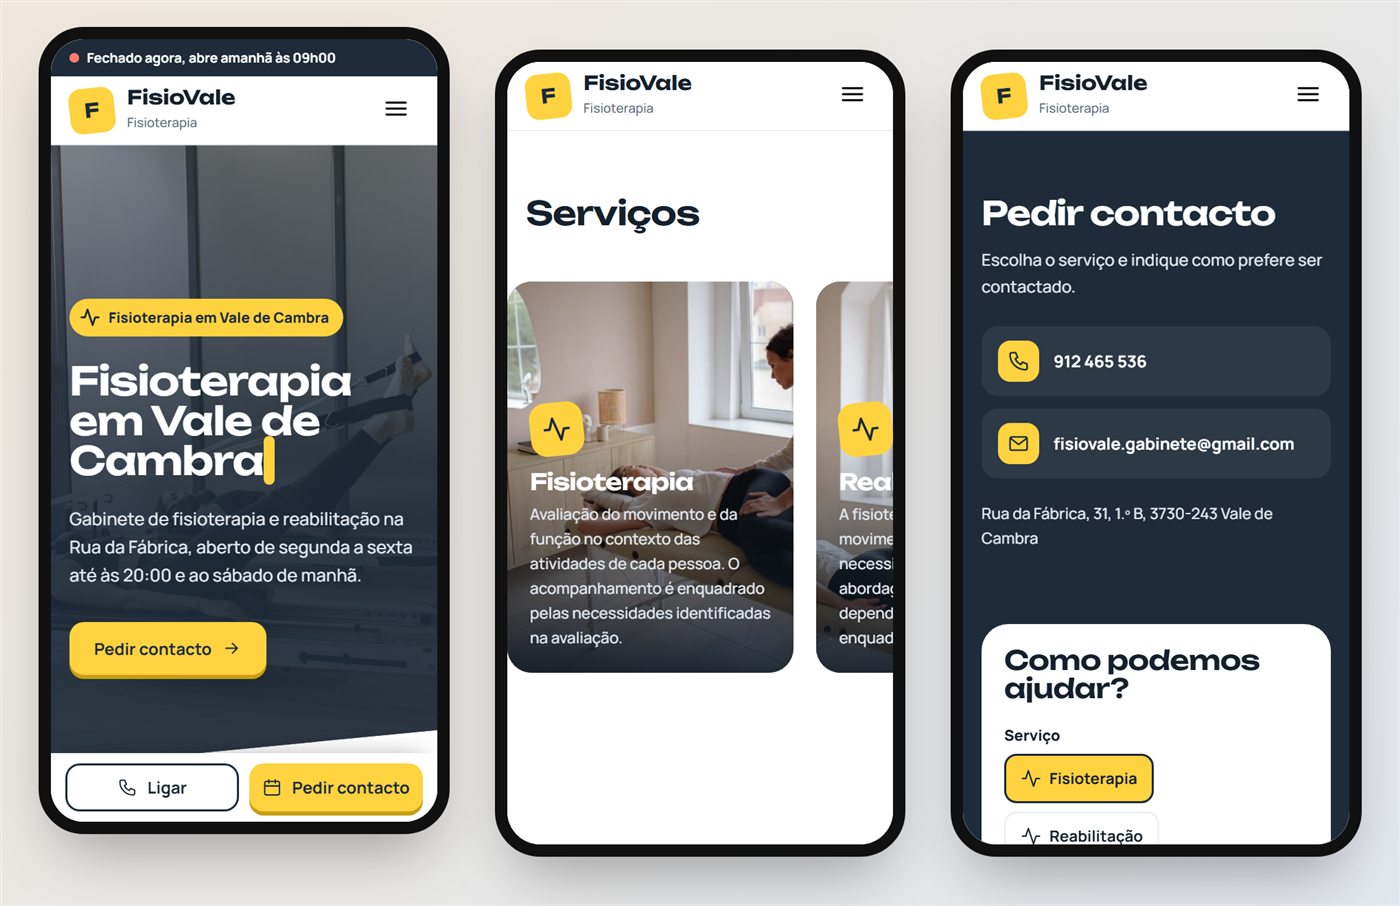 Fechado agora, abre amanhã às 09h00
F
FisioVale
Fisioterapia
Fisioterapia em Vale de Cambra
Fisioterapia
em Vale de
Cambra
Gabinete de fisioterapia e reabilitação na
Rua da Fábrica, aberto de segunda a sexta
até às 20:00 e ao sábado de manhã.
Pedir contacto
Ligar
Pedir contacto
F
FisioVale
Fisioterapia
Serviços
Fisioterapia
Avaliação do movimento e da
função no contexto das
atividades de cada pessoa. O
acompanhamento é enquadrado
pelas necessidades identificadas
na avaliação.
F
FisioVale
Fisioterapia
Pedir contacto
Escolha o serviço e indique como prefere ser
contactado.
912 465 536
fisiovale.gabinete@gmail.com
Rua da Fábrica, 31, 1.º B, 3730-243 Vale de
Cambra
Como podemos
ajudar?
Serviço
Fisioterapia
Reabilitação